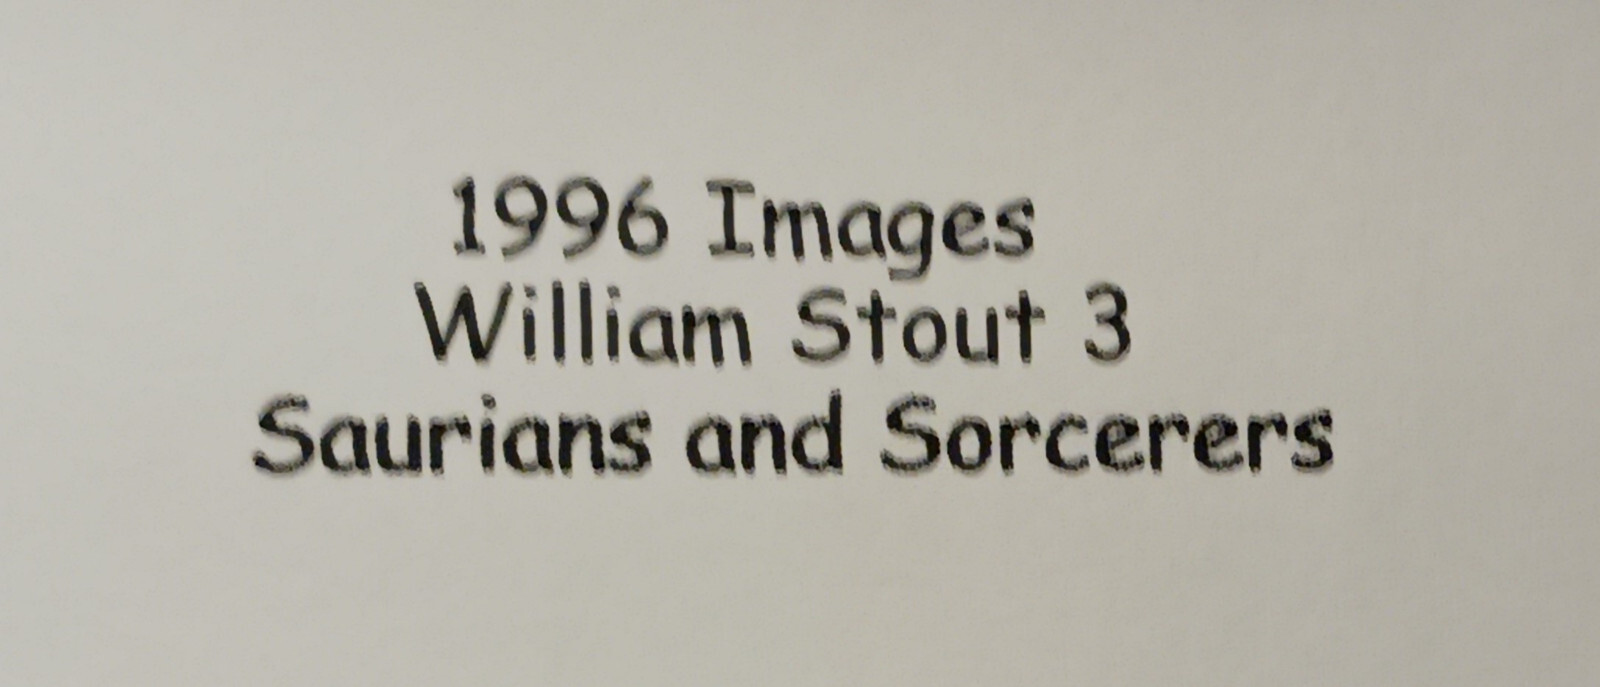 1996 Images
William Stout 3
Saurians and Sorcerers